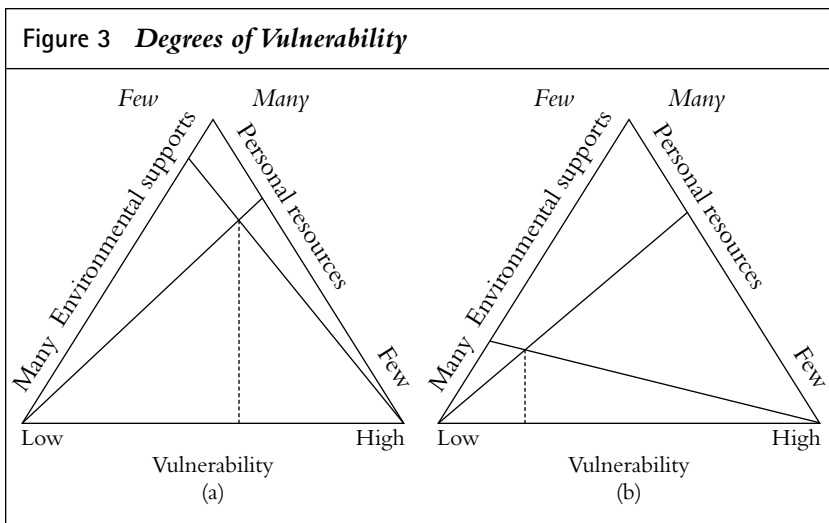 Figure 3 Degrees of Vulnerability
Few Many
Many Environmental supports
Personal resources
Few
Low High
Vulnerability
(a)
Few Many
Many Environmental supports
Personal resources
Few
Low High
Vulnerability
(b)